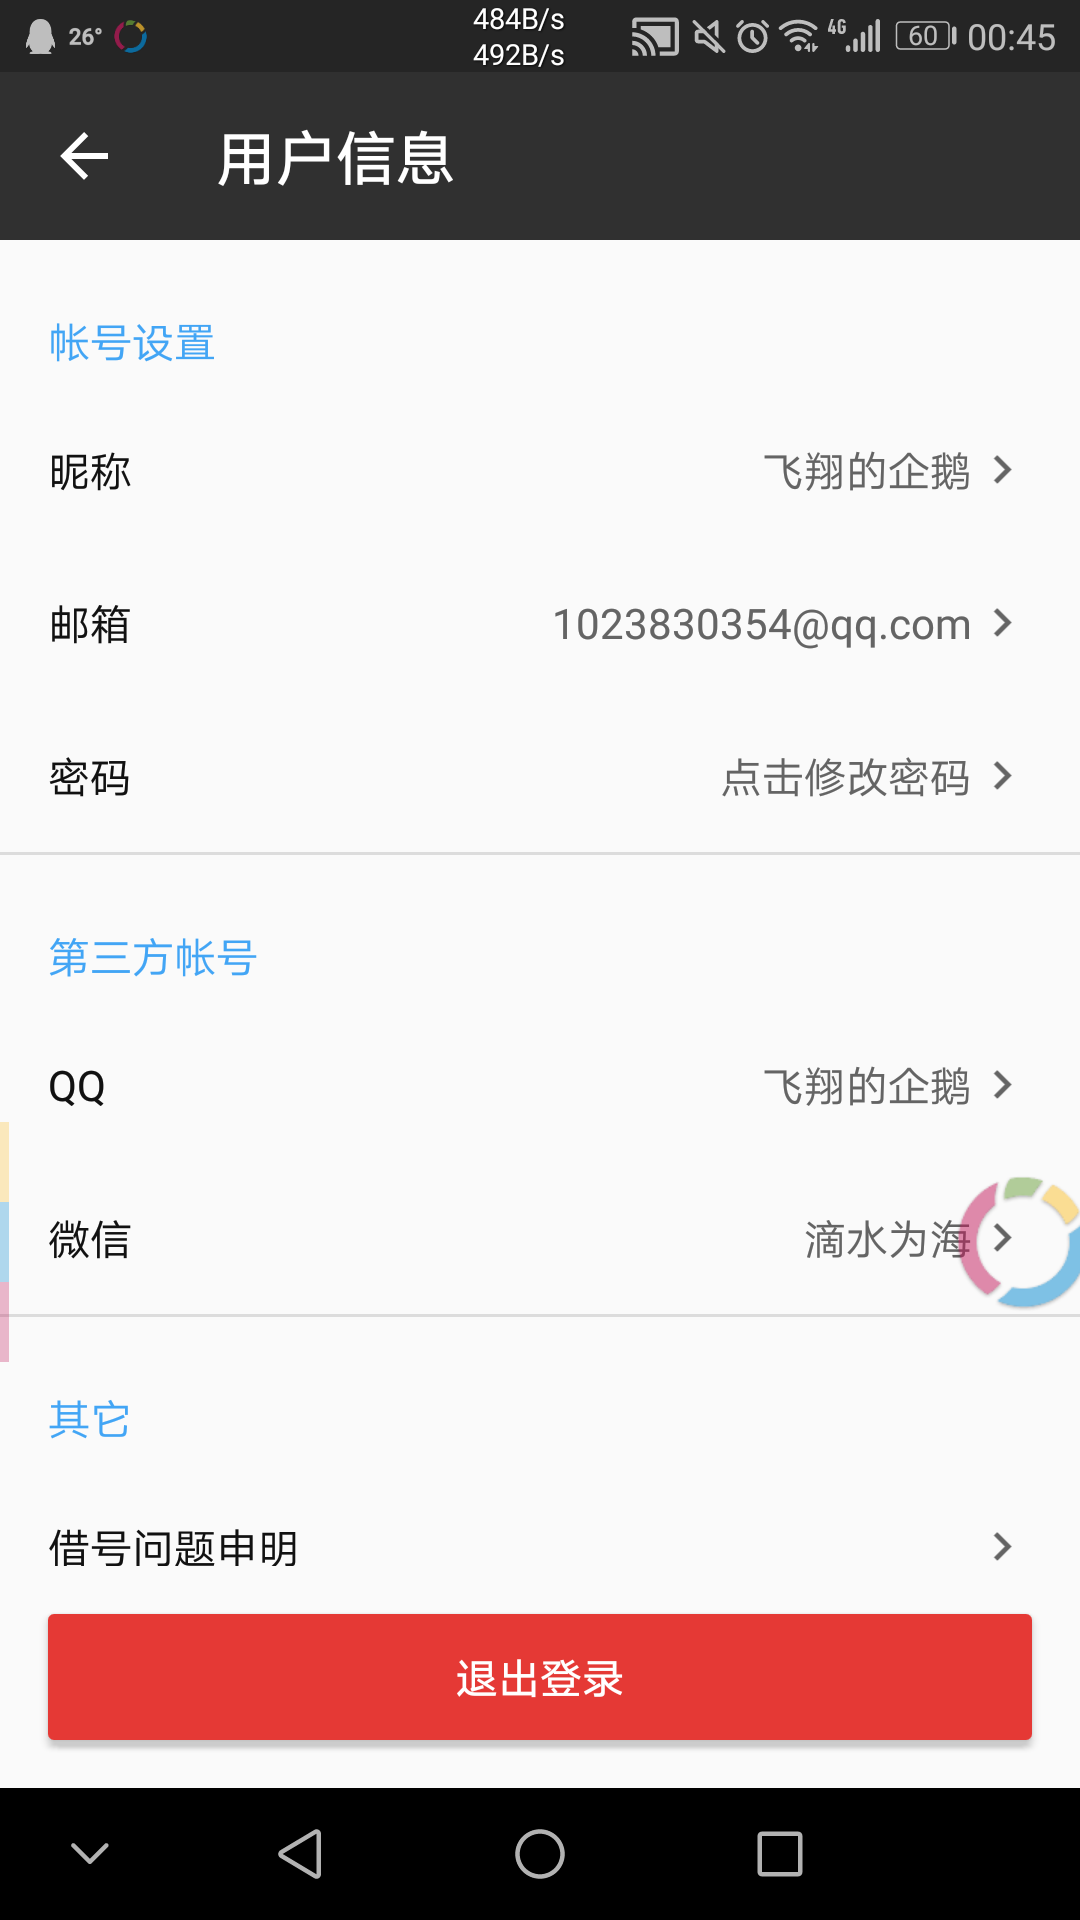 26°
484B/s
492B/s
4G
60
00:45
用户信息
帐号设置
昵称 飞翔的企鹅
邮箱 1023830354@qq.com
密码 点击修改密码
第三方帐号
QQ 飞翔的企鹅
微信 滴水为海
其它
借号问题申明
退出登录